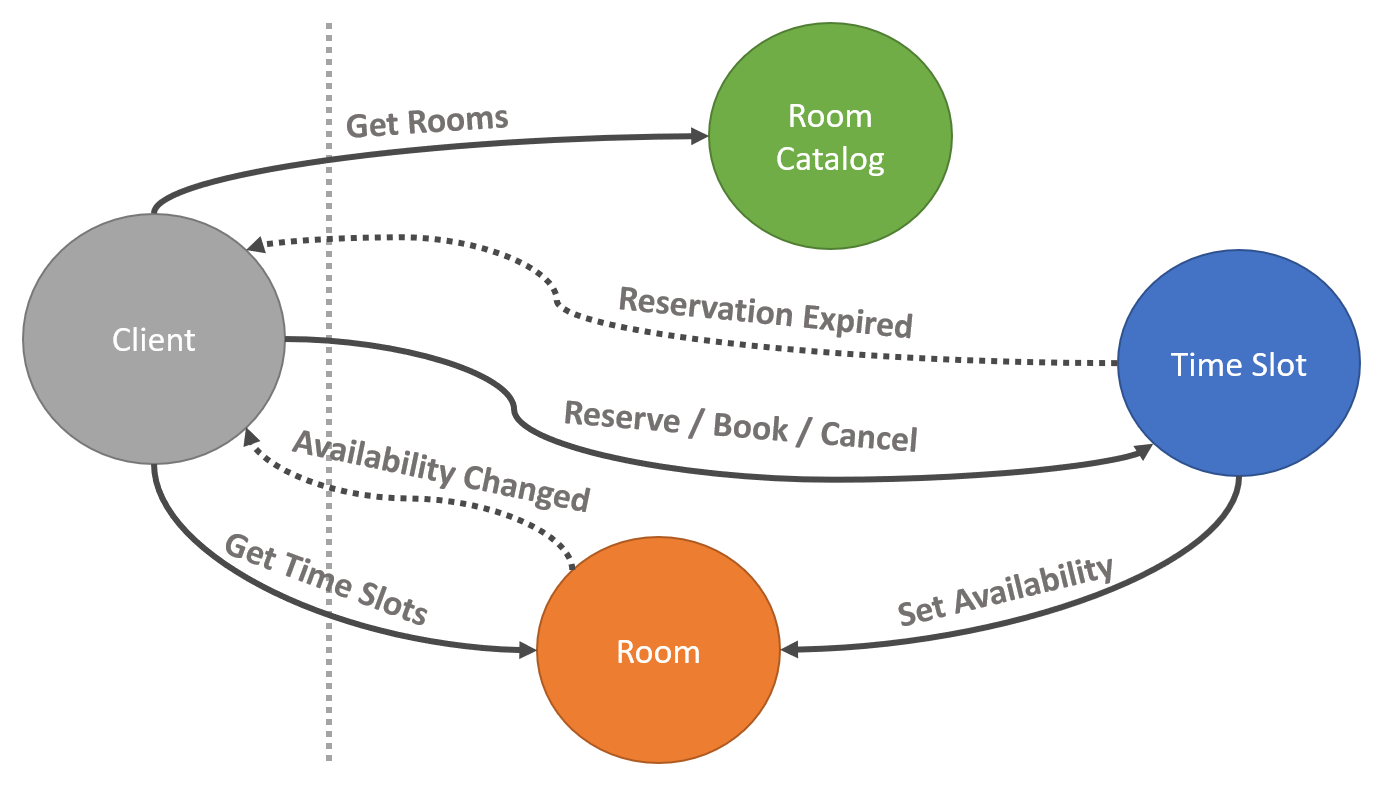 Get Rooms
Room
Catalog
Client
Reservation Expired
Time Slot
Reserve / Book / Cancel
Availability Changed
Get Time Slots
Set Availability
Room